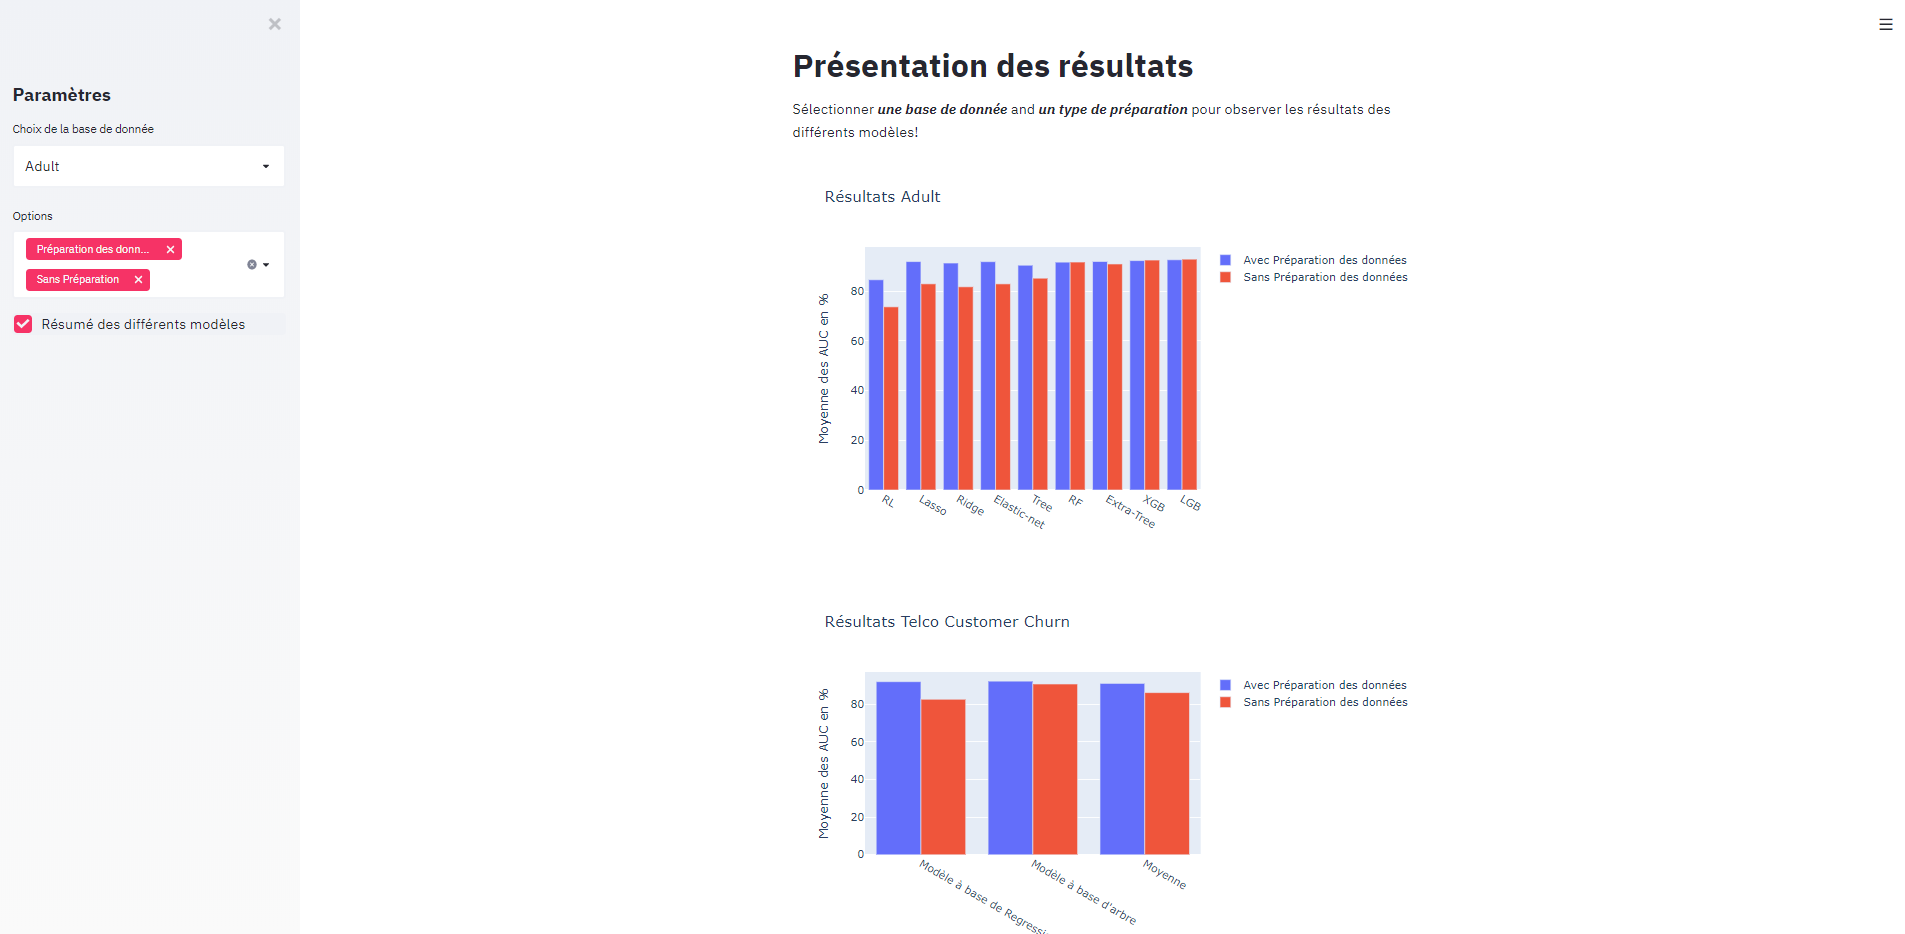 Paramètres
Choix de la base de donnée
Adult
Options
Préparation des donn...
Sans Préparation
Résumé des différents modèles
Présentation des résultats
Sélectionner une base de donnée and un type de préparation pour observer les résultats des
différents modèles!
Résultats Adult
Moyenne des AUC en %
80
60
40
20
0
RL
Lasso
Ridge
Elastic-net
Tree
RF
Extra-Tree
XGB
LGB
Avec Préparation des données
Sans Préparation des données
Résultats Telco Customer Churn
Moyenne des AUC en %
80
60
40
20
0
Modèle à base de Regressi
Modèle à base d'arbre
Moyenne
Avec Préparation des données
Sans Préparation des données